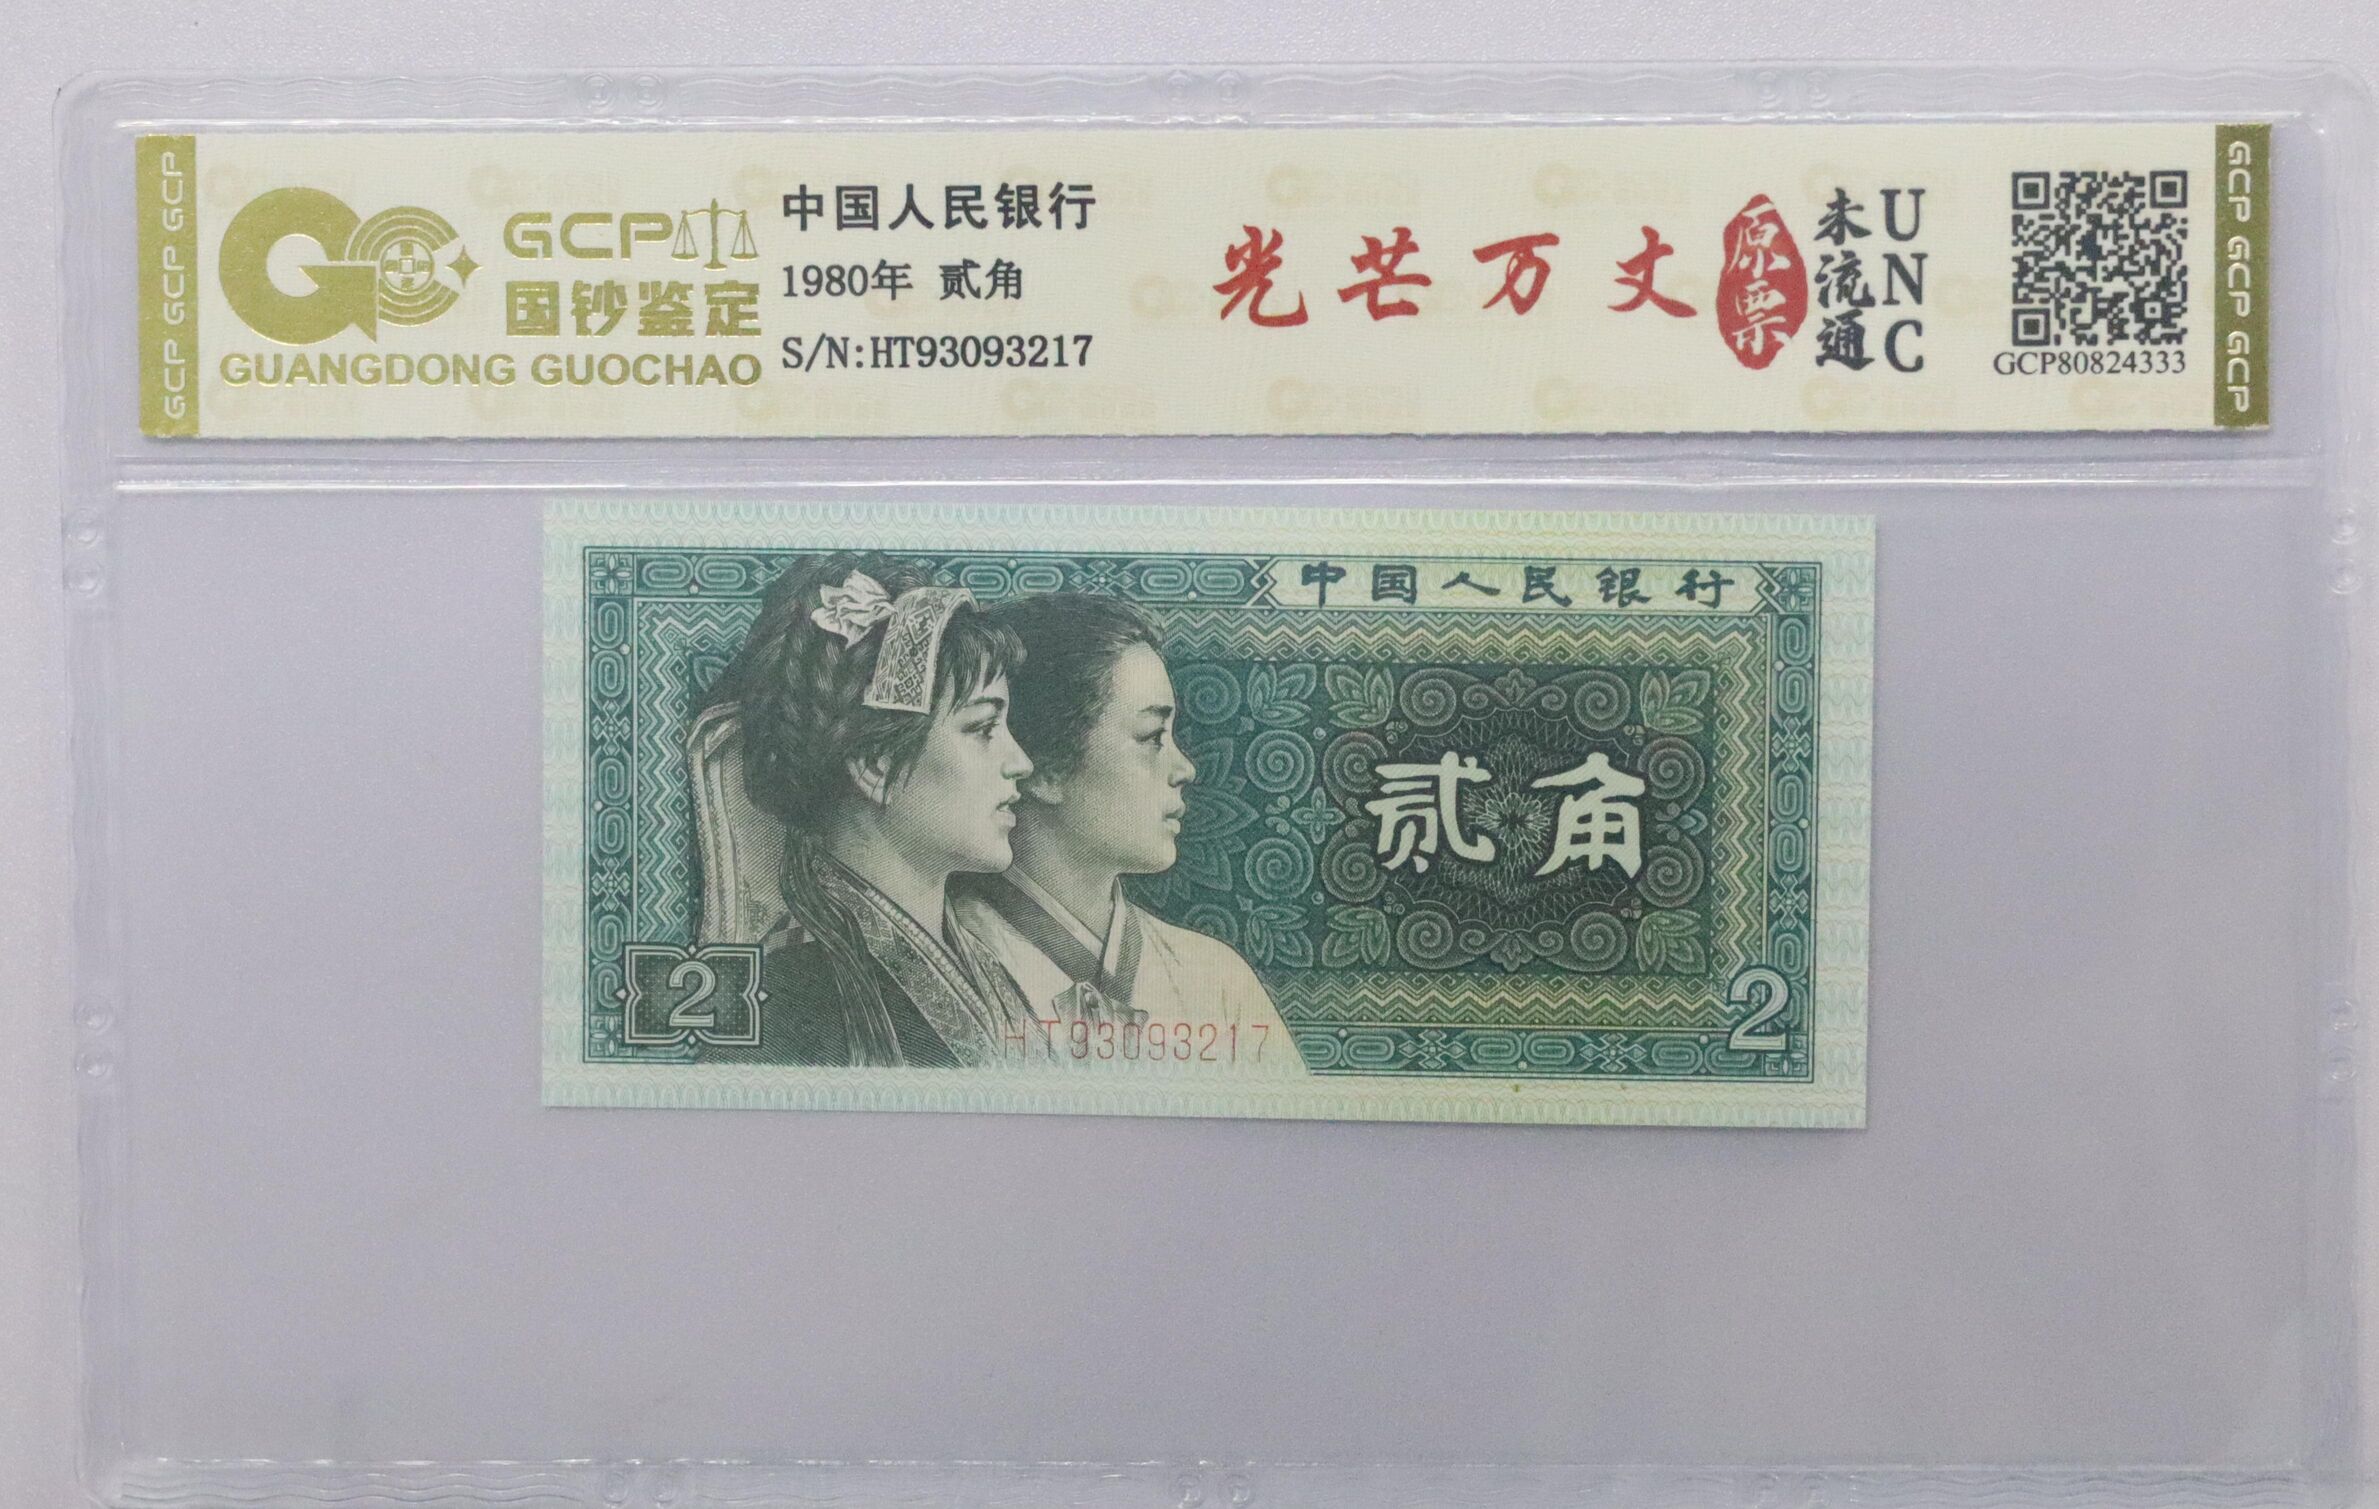 GCP GCP GCP
GCP
国钞鉴定
GUANGDONG GUOCHAO
中国人民银行
1980年 贰角
S/N:HT93093217
光芒万丈
原票
未流通
UNC
GCP80824333
GCP GCP GCP
中国人民银行
贰角
2
2
HT93093217